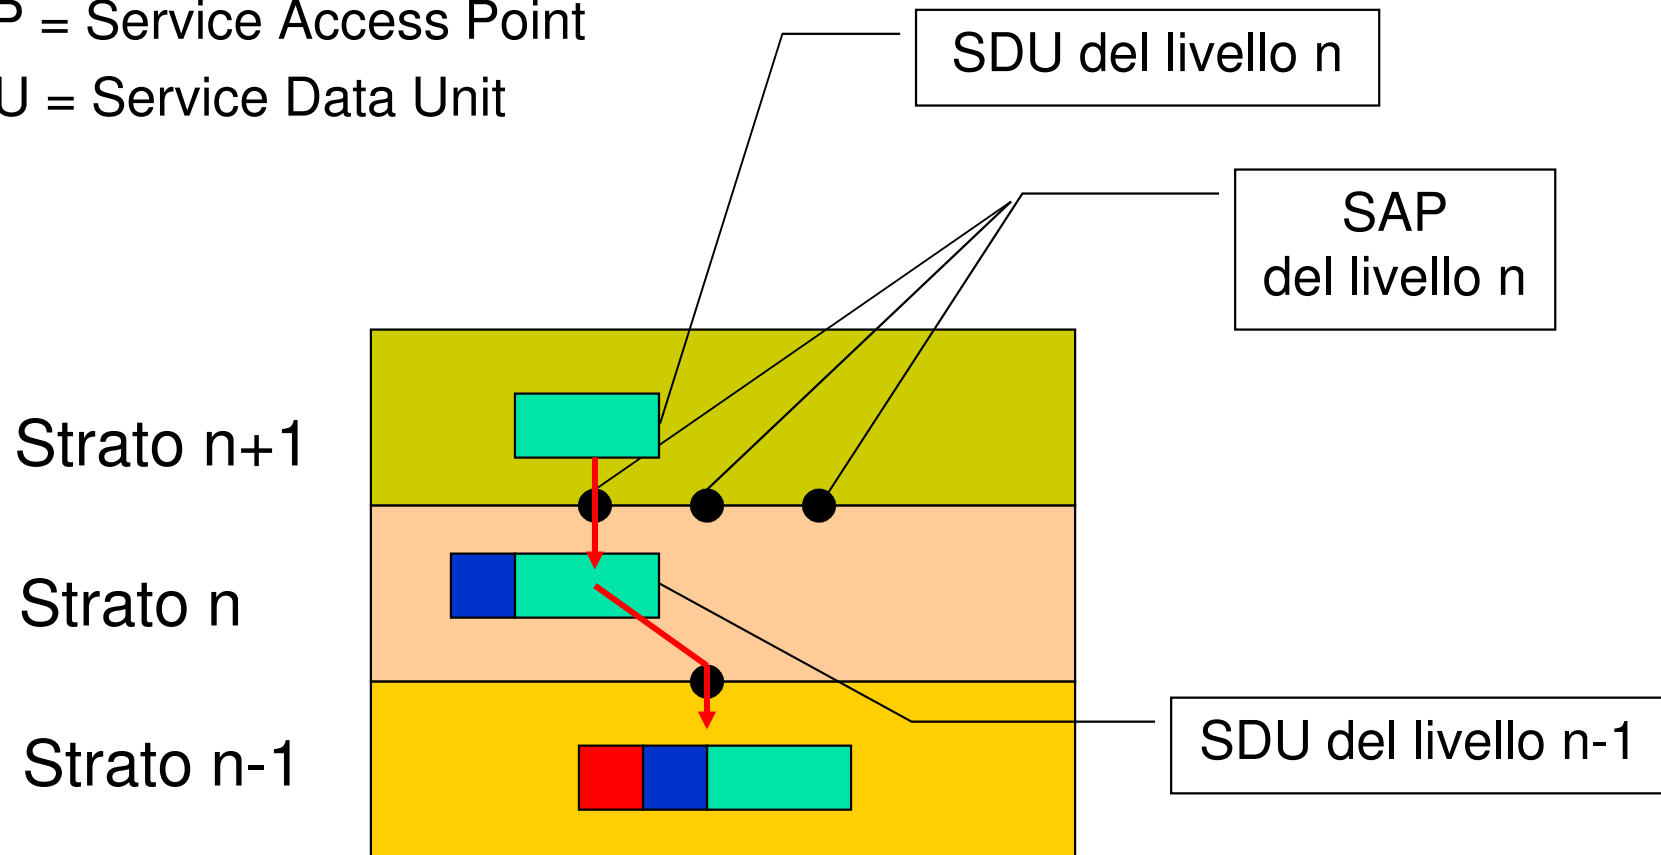 P = Service Access Point
U = Service Data Unit
SDU del livello n
SAP
del livello n
Strato n+1
Strato n
Strato n-1
SDU del livello n-1